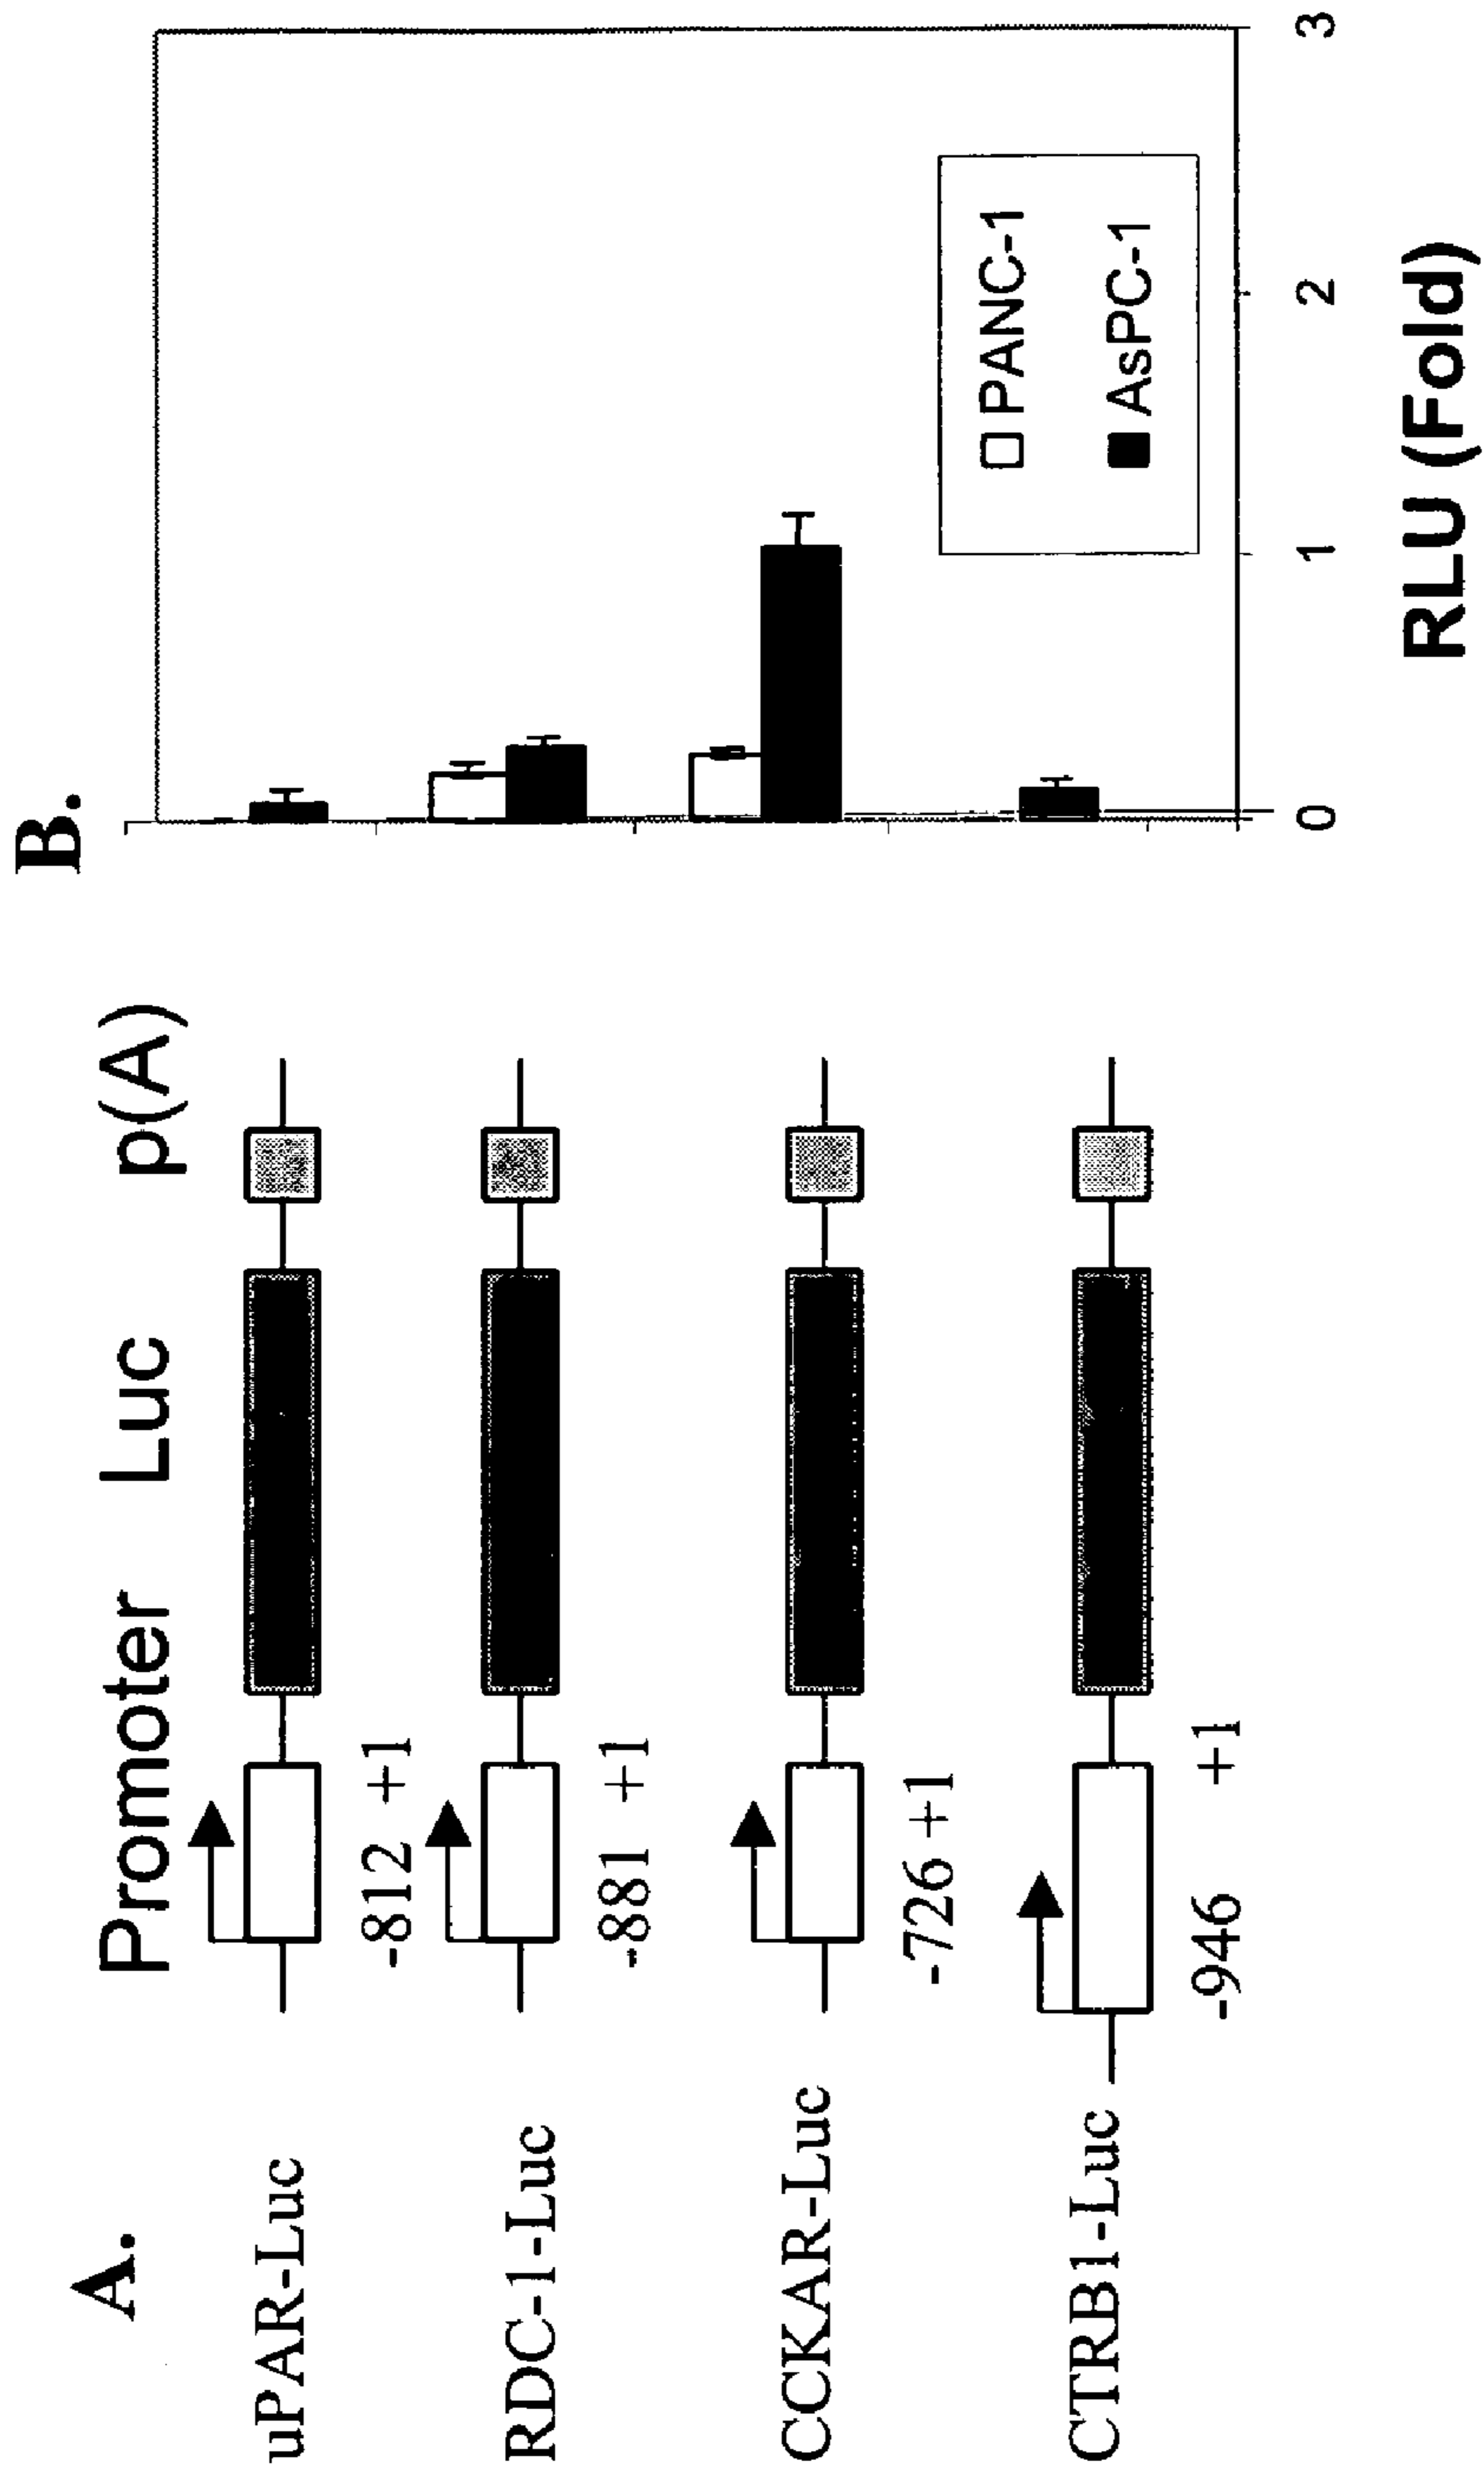 A.
Promoter Luc p(A)
uPAR-Luc
-812 +1
RDC-1-Luc
-881 +1
CCKAR-Luc
-726 +1
CTRB1-Luc
-946 +1
B.
PANC-1
AsPC-1
0 1 2 3
RLU (Fold)